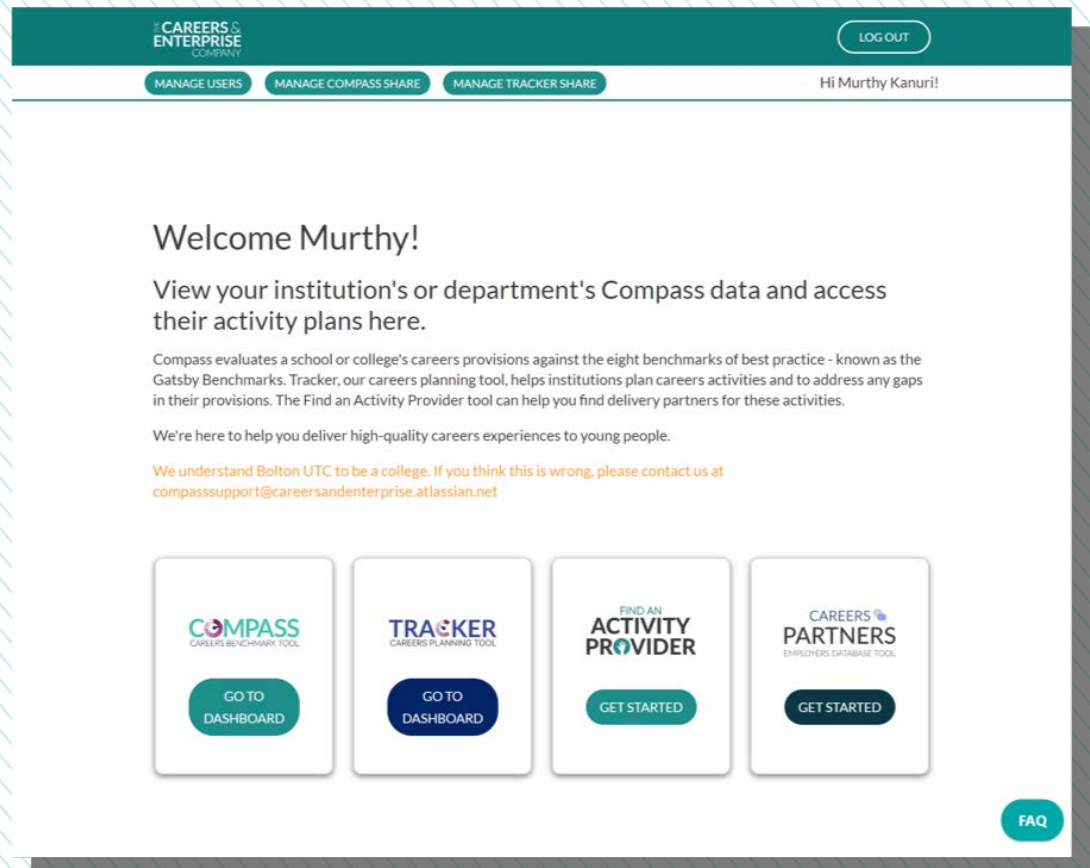 THE CAREERS &
ENTERPRISE
COMPANY
LOG OUT
MANAGE USERS MANAGE COMPASS SHARE MANAGE TRACKER SHARE Hi Murthy Kanuri!
Welcome Murthy!
View your institution's or department's Compass data and access
their activity plans here.
Compass evaluates a school or college's careers provisions against the eight benchmarks of best practice - known as the
Gatsby Benchmarks. Tracker, our careers planning tool, helps institutions plan careers activities and to address any gaps
in their provisions. The Find an Activity Provider tool can help you find delivery partners for these activities.
We're here to help you deliver high-quality careers experiences to young people.
We understand Bolton UTC to be a college. If you think this is wrong, please contact us at
compasssupport@careersandenterprise.atlassian.net
COMPASS
CAREERS BENCHMARK TOOL
GO TO
DASHBOARD
TRACKER
CAREERS PLANNING TOOL
GO TO
DASHBOARD
FIND AN
ACTIVITY
PROVIDER
GET STARTED
CAREERS
PARTNERS
EMPLOYERS DATABASE TOOL
GET STARTED
FAQ